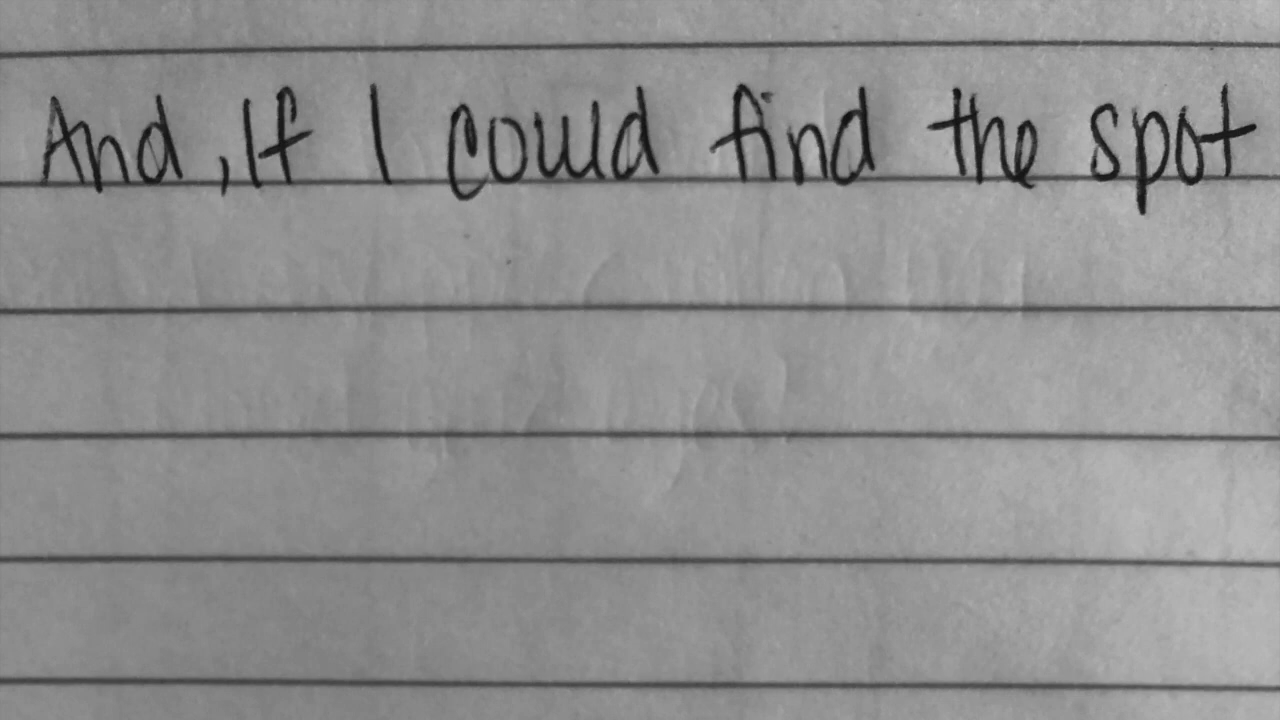 And, If I could find the spot